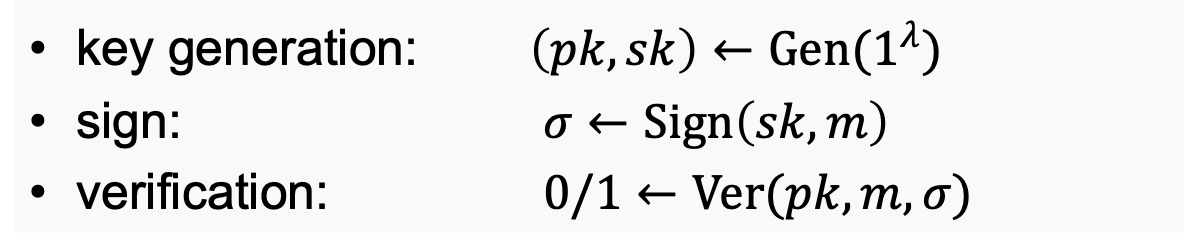 • key generation: (pk, sk) ← Gen(1^λ)
• sign: σ ← Sign(sk, m)
• verification: 0/1 ← Ver(pk, m, σ)